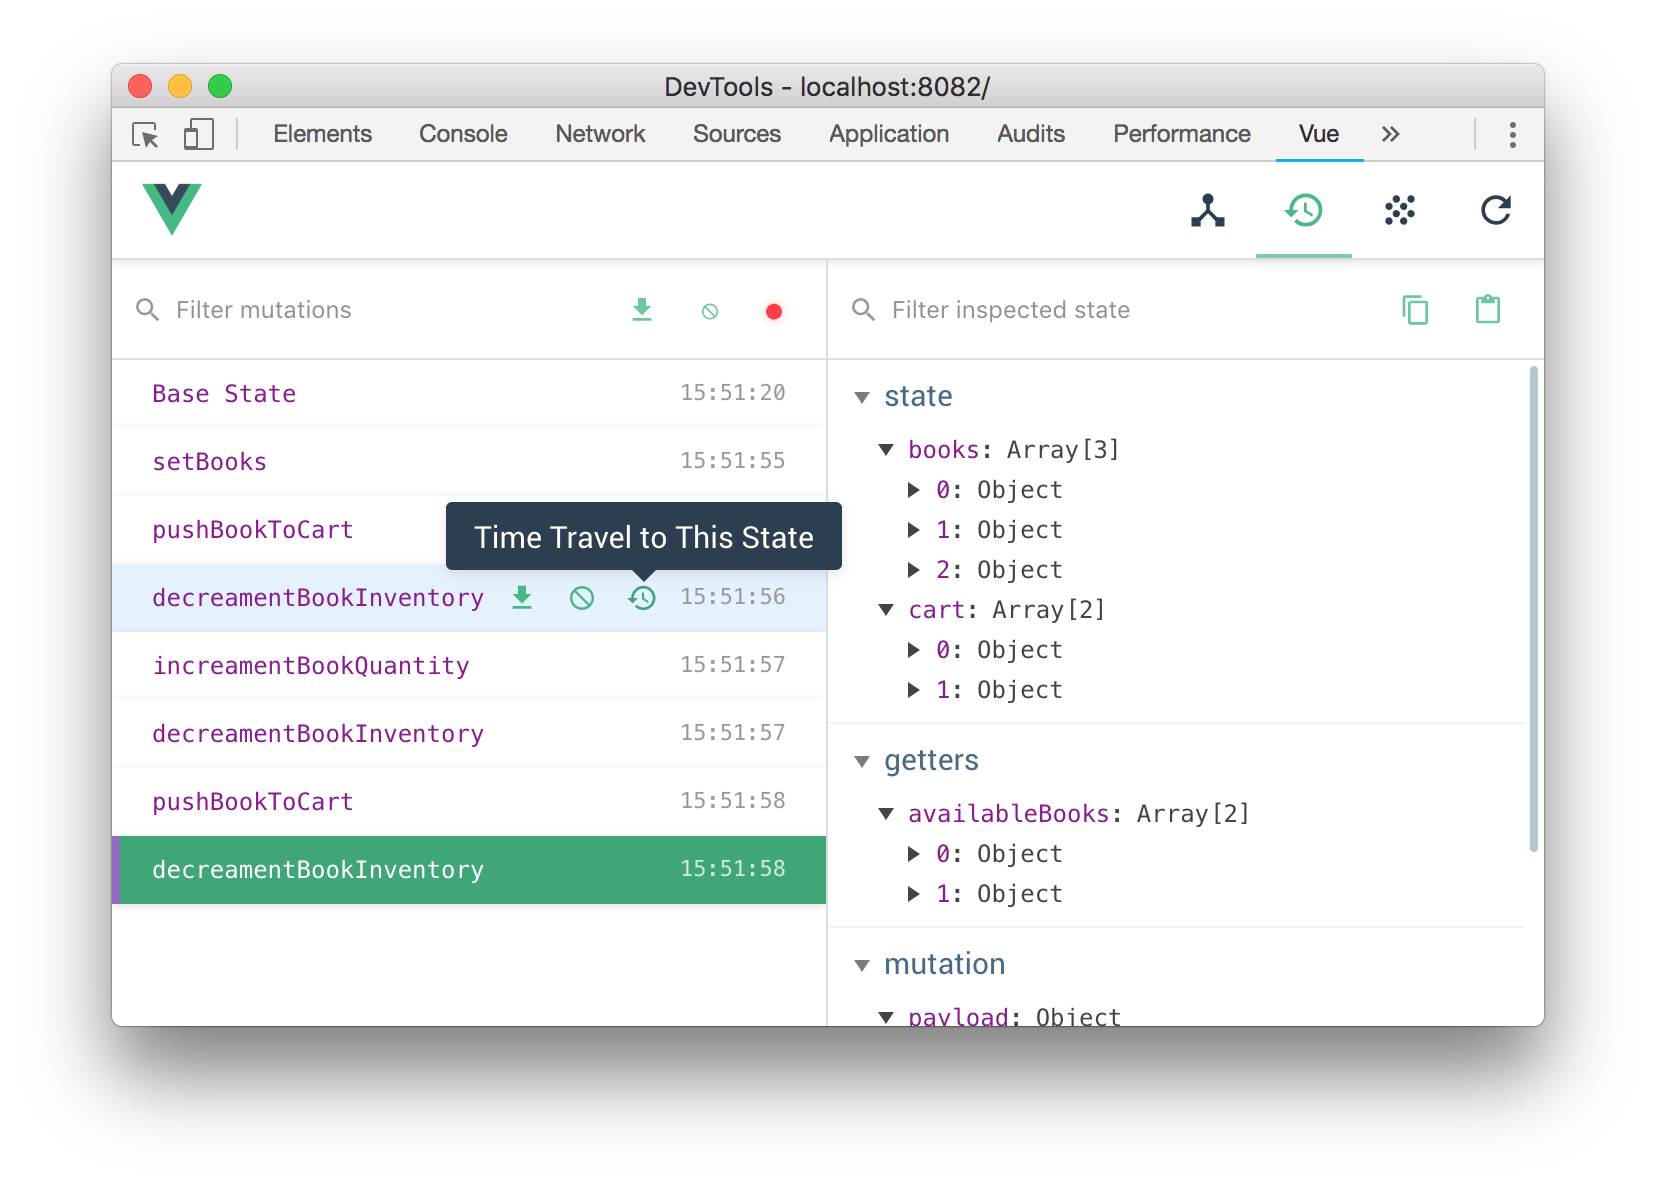 DevTools - localhost:8082/
Elements Console Network Sources Application Audits Performance Vue »
Filter mutations
Base State 15:51:20
setBooks 15:51:55
pushBookToCart
Time Travel to This State
decreamentBookInventory 15:51:56
increamentBookQuantity 15:51:57
decreamentBookInventory 15:51:57
pushBookToCart 15:51:58
decreamentBookInventory 15:51:58
Filter inspected state
state
books: Array[3]
0: Object
1: Object
2: Object
cart: Array[2]
0: Object
1: Object
getters
availableBooks: Array[2]
0: Object
1: Object
mutation
payload: Object